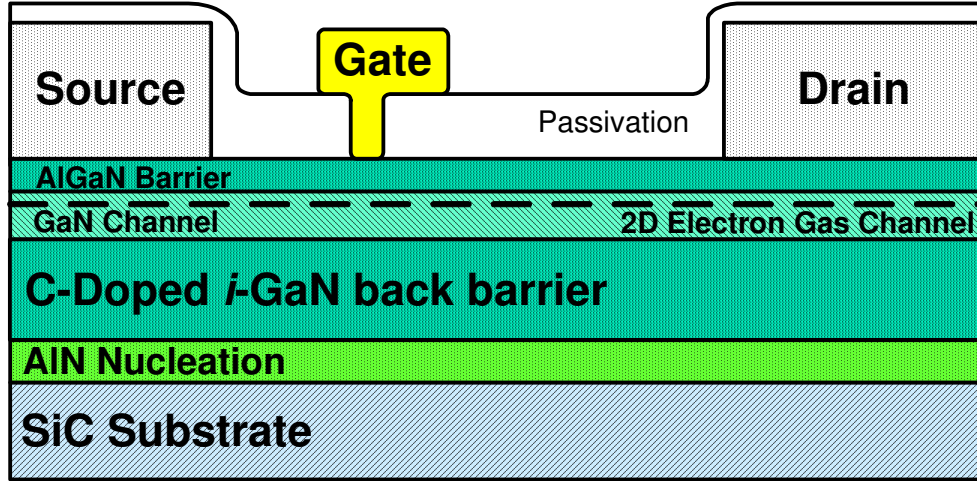 Gate
Source
Drain
Passivation
AlGaN Barrier
GaN Channel
2D Electron Gas Channel
C-Doped i-GaN back barrier
AlN Nucleation
SiC Substrate